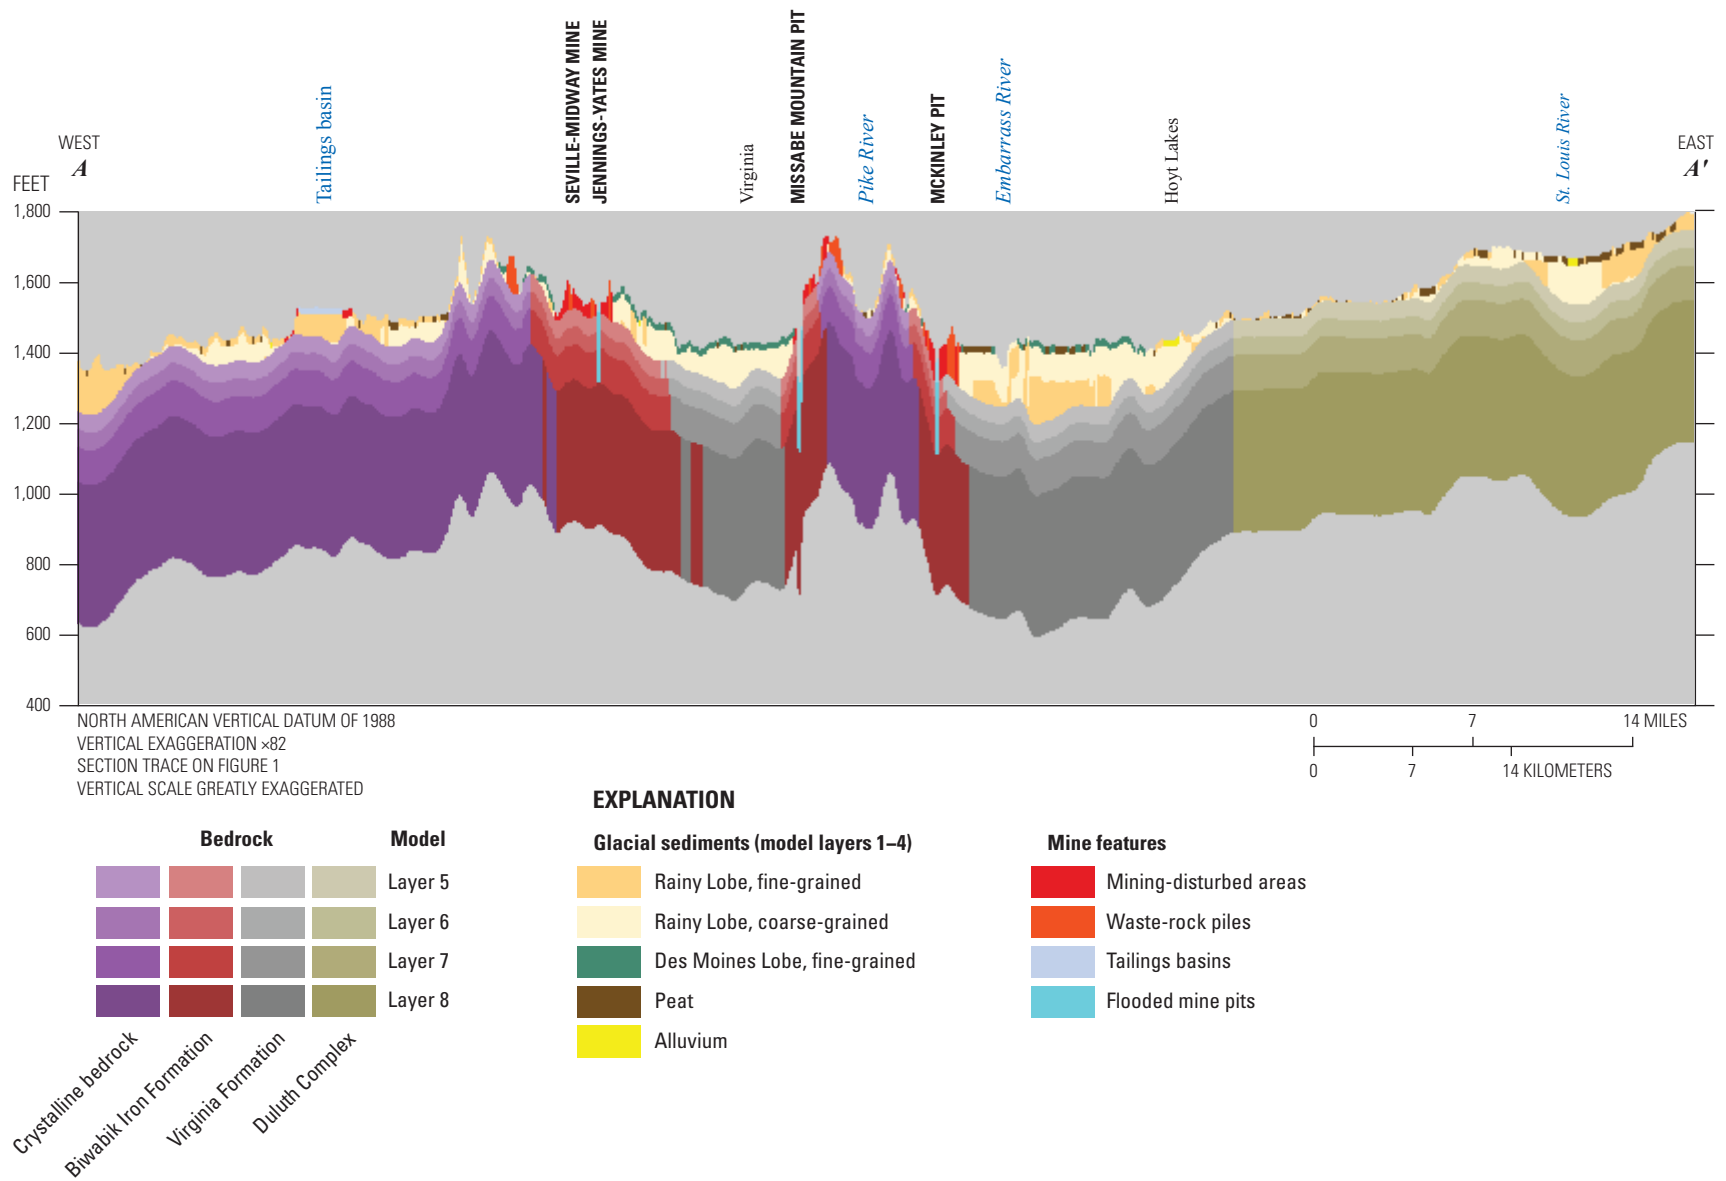 WEST
A
FEET
Tailings basin
SEVILLE-MIDWAY MINE
JENNINGS-YATES MINE
Virginia
MISSABE MOUNTAIN PIT
Pike River
MCKINLEY PIT
Embarrass River
Hoyt Lakes
St. Louis River
EAST
A'
1,800
1,600
1,400
1,200
1,000
800
600
400
NORTH AMERICAN VERTICAL DATUM OF 1988
VERTICAL EXAGGERATION ×82
SECTION TRACE ON FIGURE 1
VERTICAL SCALE GREATLY EXAGGERATED
0 7 14 MILES
0 7 14 KILOMETERS
EXPLANATION
Bedrock Model
Layer 5
Layer 6
Layer 7
Layer 8
Crystalline bedrock
Biwabik Iron Formation
Virginia Formation
Duluth Complex
Glacial sediments (model layers 1–4)
Rainy Lobe, fine-grained
Rainy Lobe, coarse-grained
Des Moines Lobe, fine-grained
Peat
Alluvium
Mine features
Mining-disturbed areas
Waste-rock piles
Tailings basins
Flooded mine pits